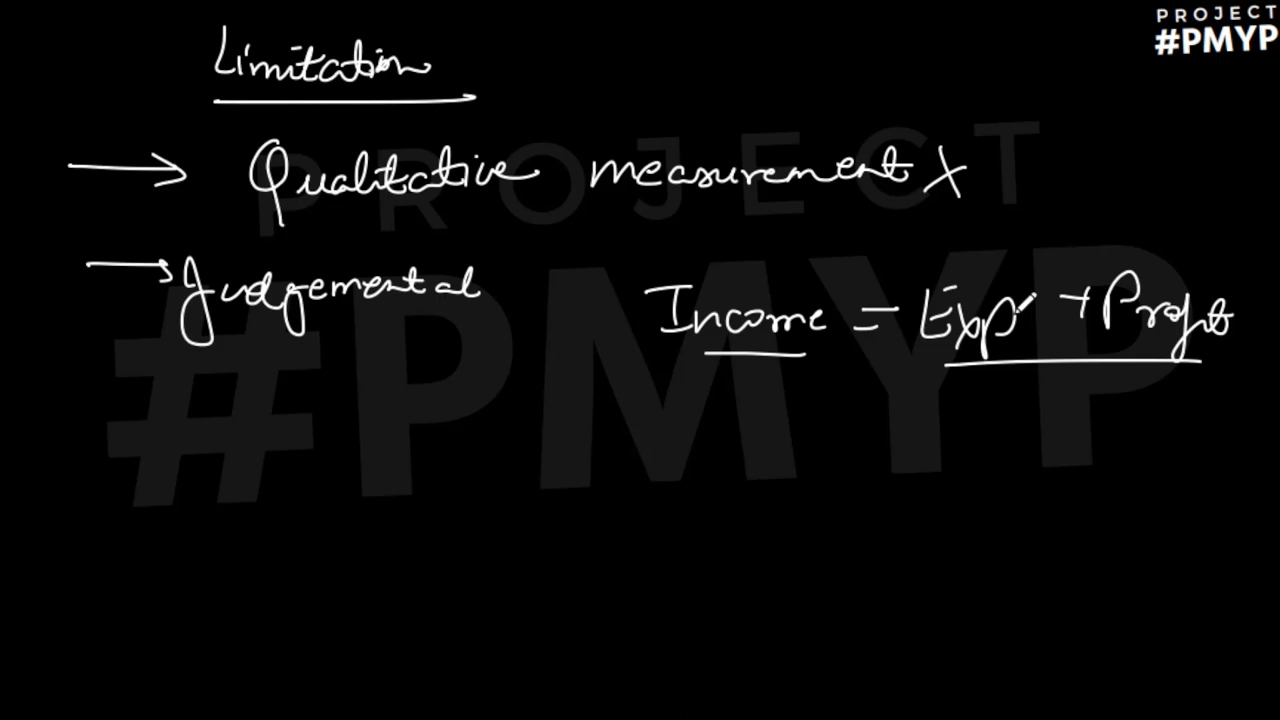 PROJECT
#PMYP
Limitation
→ Qualitative measurement X
→ Judgemental
Income = Exp + Profit
PROJECT
#PMYP